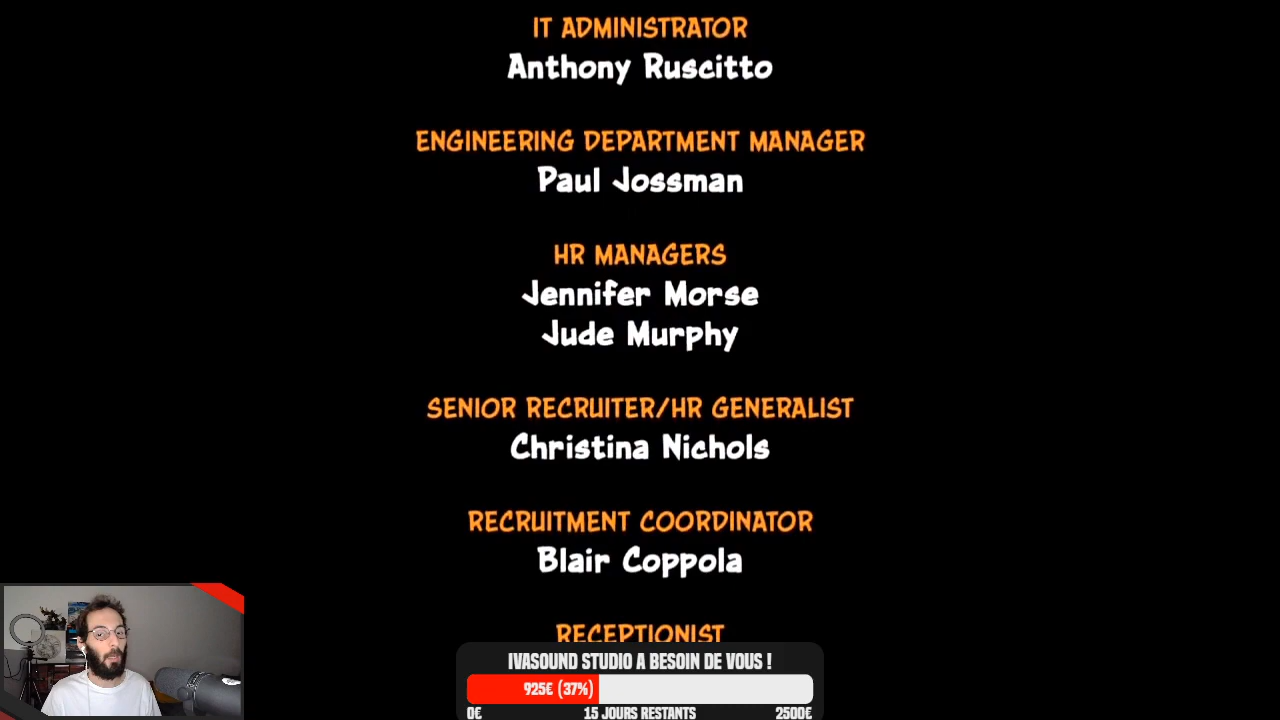 IT ADMINISTRATOR
Anthony Ruscitto
ENGINEERING DEPARTMENT MANAGER
Paul Jossman
HR MANAGERS
Jennifer Morse
Jude Murphy
SENIOR RECRUITER/HR GENERALIST
Christina Nichols
RECRUITMENT COORDINATOR
Blair Coppola
RECEPTIONIST
IVASOUND STUDIO A BESOIN DE VOUS !
925€ (37%)
0€ 15 JOURS RESTANTS 2500€